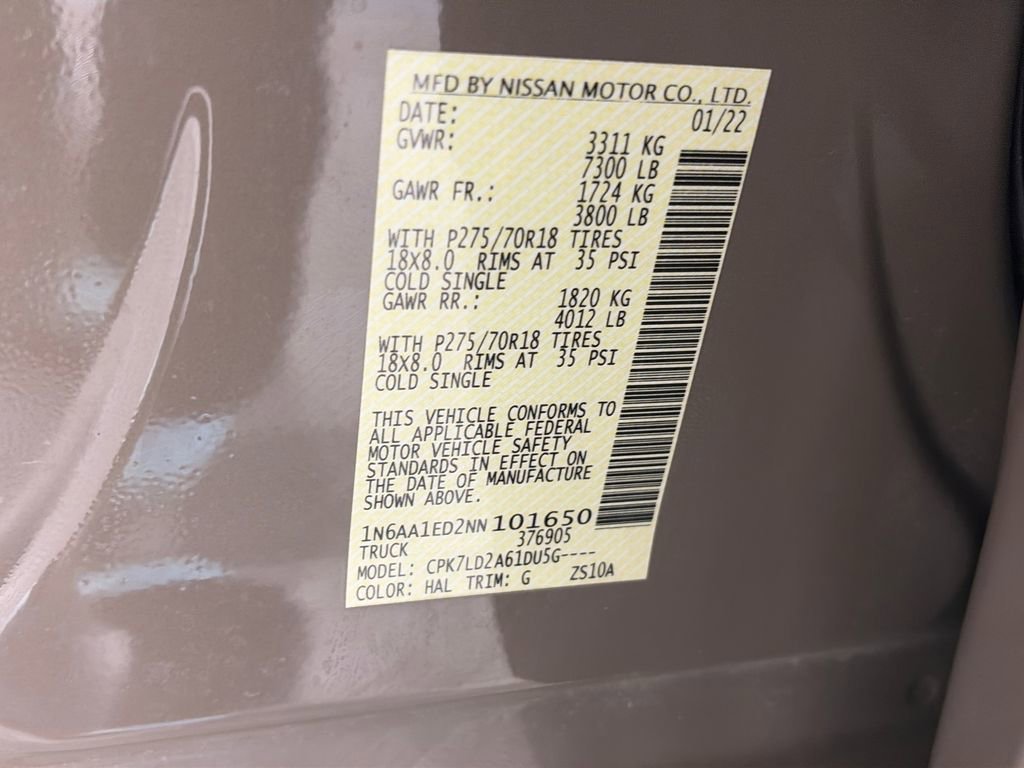 MFD BY NISSAN MOTOR CO., LTD.
DATE: 01/22
GVWR: 3311 KG
7300 LB
GAWR FR.: 1724 KG
3800 LB
WITH P275/70R18 TIRES
18X8.0 RIMS AT 35 PSI
COLD SINGLE
GAWR RR.: 1820 KG
4012 LB
WITH P275/70R18 TIRES
18X8.0 RIMS AT 35 PSI
COLD SINGLE
THIS VEHICLE CONFORMS TO
ALL APPLICABLE FEDERAL
MOTOR VEHICLE SAFETY
STANDARDS IN EFFECT ON
THE DATE OF MANUFACTURE
SHOWN ABOVE.
1N6AA1ED2NN101650
TRUCK 376905
MODEL: CPK7LD2A61DU5G----
COLOR: HAL TRIM: G ZS10A